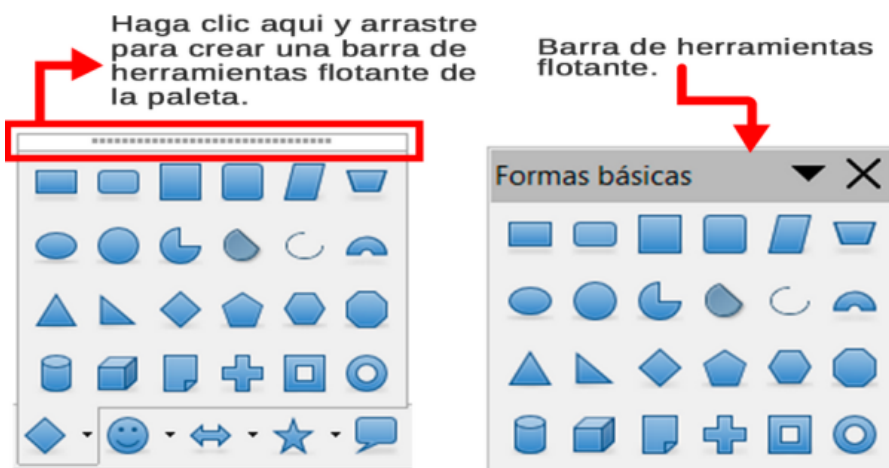 Haga clic aqui y arrastre
para crear una barra de
herramientas flotante de
la paleta.
Barra de herramientas
flotante.
Formas básicas